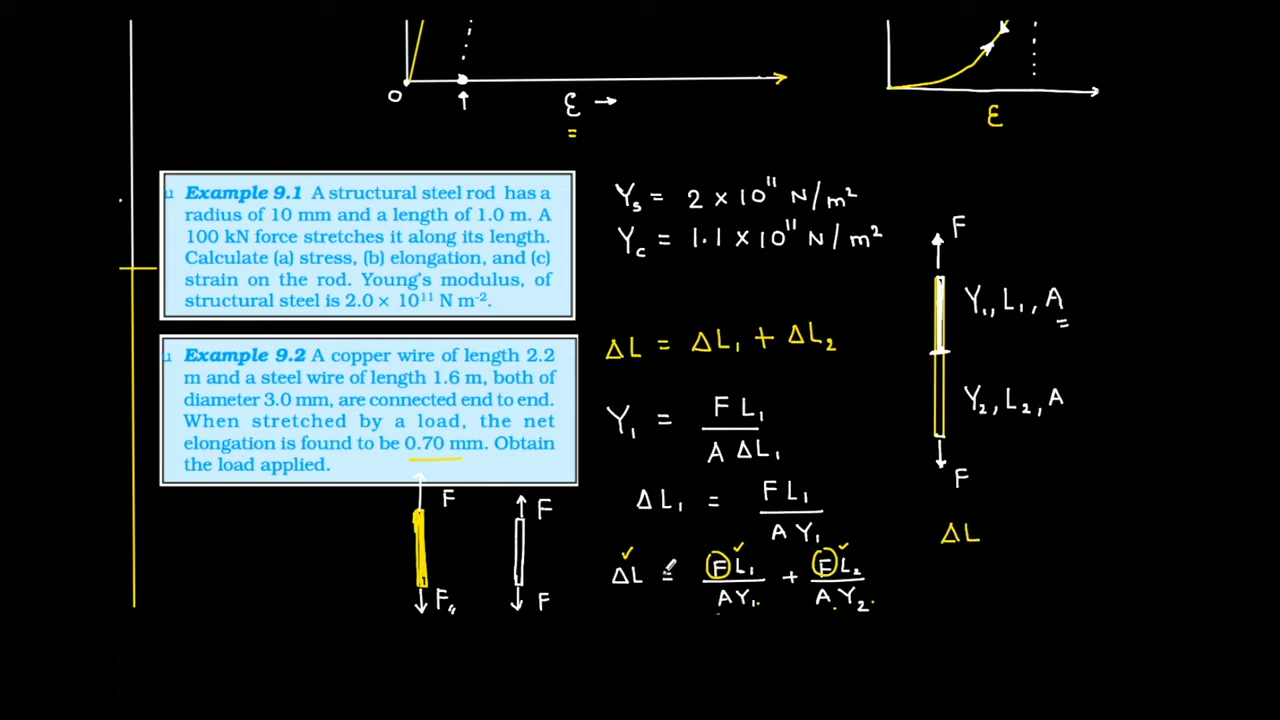 O
ε →
=
ε
Example 9.1 A structural steel rod has a
radius of 10 mm and a length of 1.0 m. A
100 kN force stretches it along its length.
Calculate (a) stress, (b) elongation, and (c)
strain on the rod. Young's modulus, of
structural steel is 2.0 × 10¹¹ N m⁻².
Example 9.2 A copper wire of length 2.2
m and a steel wire of length 1.6 m, both of
diameter 3.0 mm, are connected end to end.
When stretched by a load, the net
elongation is found to be 0.70 mm. Obtain
the load applied.
F
F
F
F
Yₛ = 2 × 10¹¹ N/m²
Y꜀ = 1.1 × 10¹¹ N/m²
ΔL = ΔL₁ + ΔL₂
Y₁ = F L₁ / A ΔL₁
ΔL₁ = F L₁ / A Y₁
ΔL = F L₁ / A Y₁ + F L₂ / A Y₂
F
Y₁, L₁, A
Y₂, L₂, A
F
ΔL